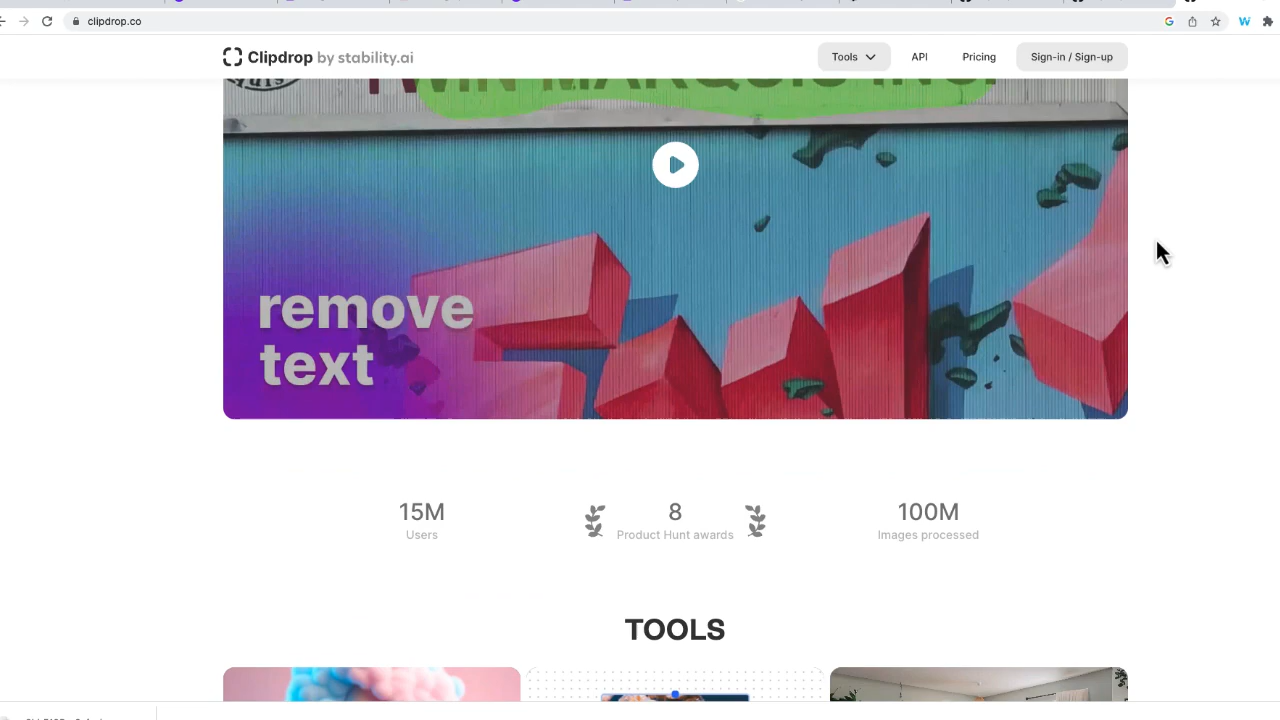 clipdrop.co
Clipdrop by stability.ai
Tools
API
Pricing
Sign-in / Sign-up
remove
text
15M
Users
8
Product Hunt awards
100M
Images processed
TOOLS